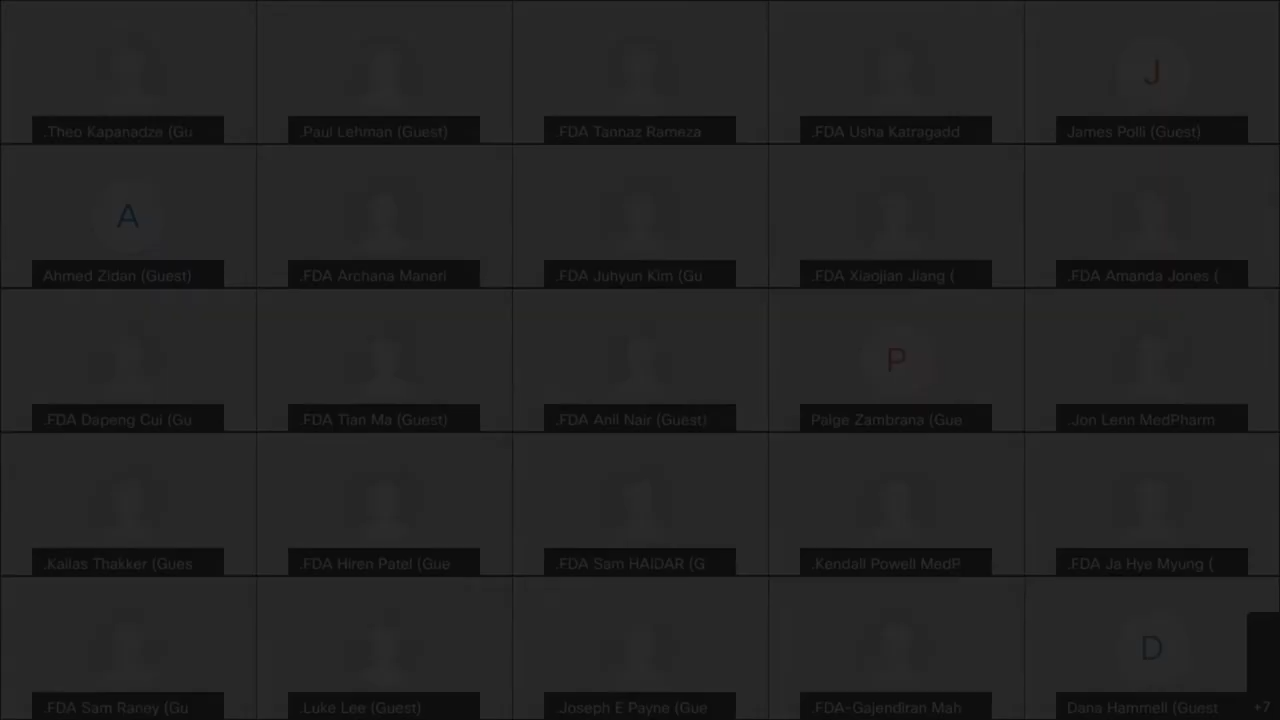 J
.Theo Kapanadze (Gu
.Paul Lehman (Guest)
.FDA Tannaz Rameza
.FDA Usha Katragadd
James Polli (Guest)
A
Ahmed Zidan (Guest)
.FDA Archana Maneri
.FDA Juhyun Kim (Gu
.FDA Xiaojian Jiang (
.FDA Amanda Jones (
P
.FDA Dapeng Cui (Gu
.FDA Tian Ma (Guest)
.FDA Anil Nair (Guest)
Paige Zambrana (Gue
.Jon Lenn MedPharm
.Kailas Thakker (Gues
.FDA Hiren Patel (Gue
.FDA Sam HAIDAR (G
.Kendall Powell MedP
.FDA Ja Hye Myung (
D
.FDA Sam Raney (Gu
.Luke Lee (Guest)
.Joseph E Payne (Gue
.FDA-Gajendiran Mah
Dana Hammell (Guest
+7